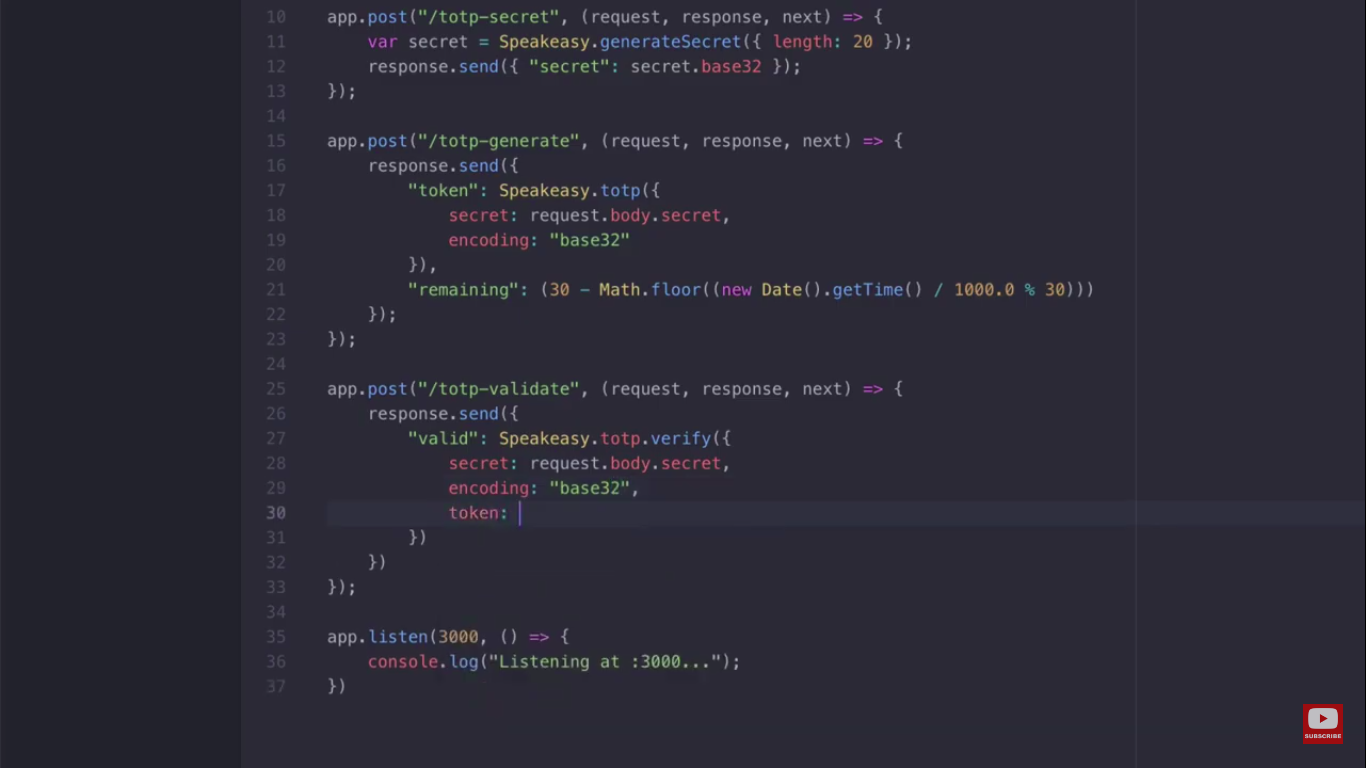 10 app.post("/totp-secret", (request, response, next) => {
11     var secret = Speakeasy.generateSecret({ length: 20 });
12     response.send({ "secret": secret.base32 });
13 });
14
15 app.post("/totp-generate", (request, response, next) => {
16     response.send({
17         "token": Speakeasy.totp({
18             secret: request.body.secret,
19             encoding: "base32"
20         }),
21         "remaining": (30 - Math.floor((new Date().getTime() / 1000.0 % 30)))
22     });
23 });
24
25 app.post("/totp-validate", (request, response, next) => {
26     response.send({
27         "valid": Speakeasy.totp.verify({
28             secret: request.body.secret,
29             encoding: "base32",
30             token:
31         })
32     })
33 });
34
35 app.listen(3000, () => {
36     console.log("Listening at :3000...");
37 })
SUBSCRIBE